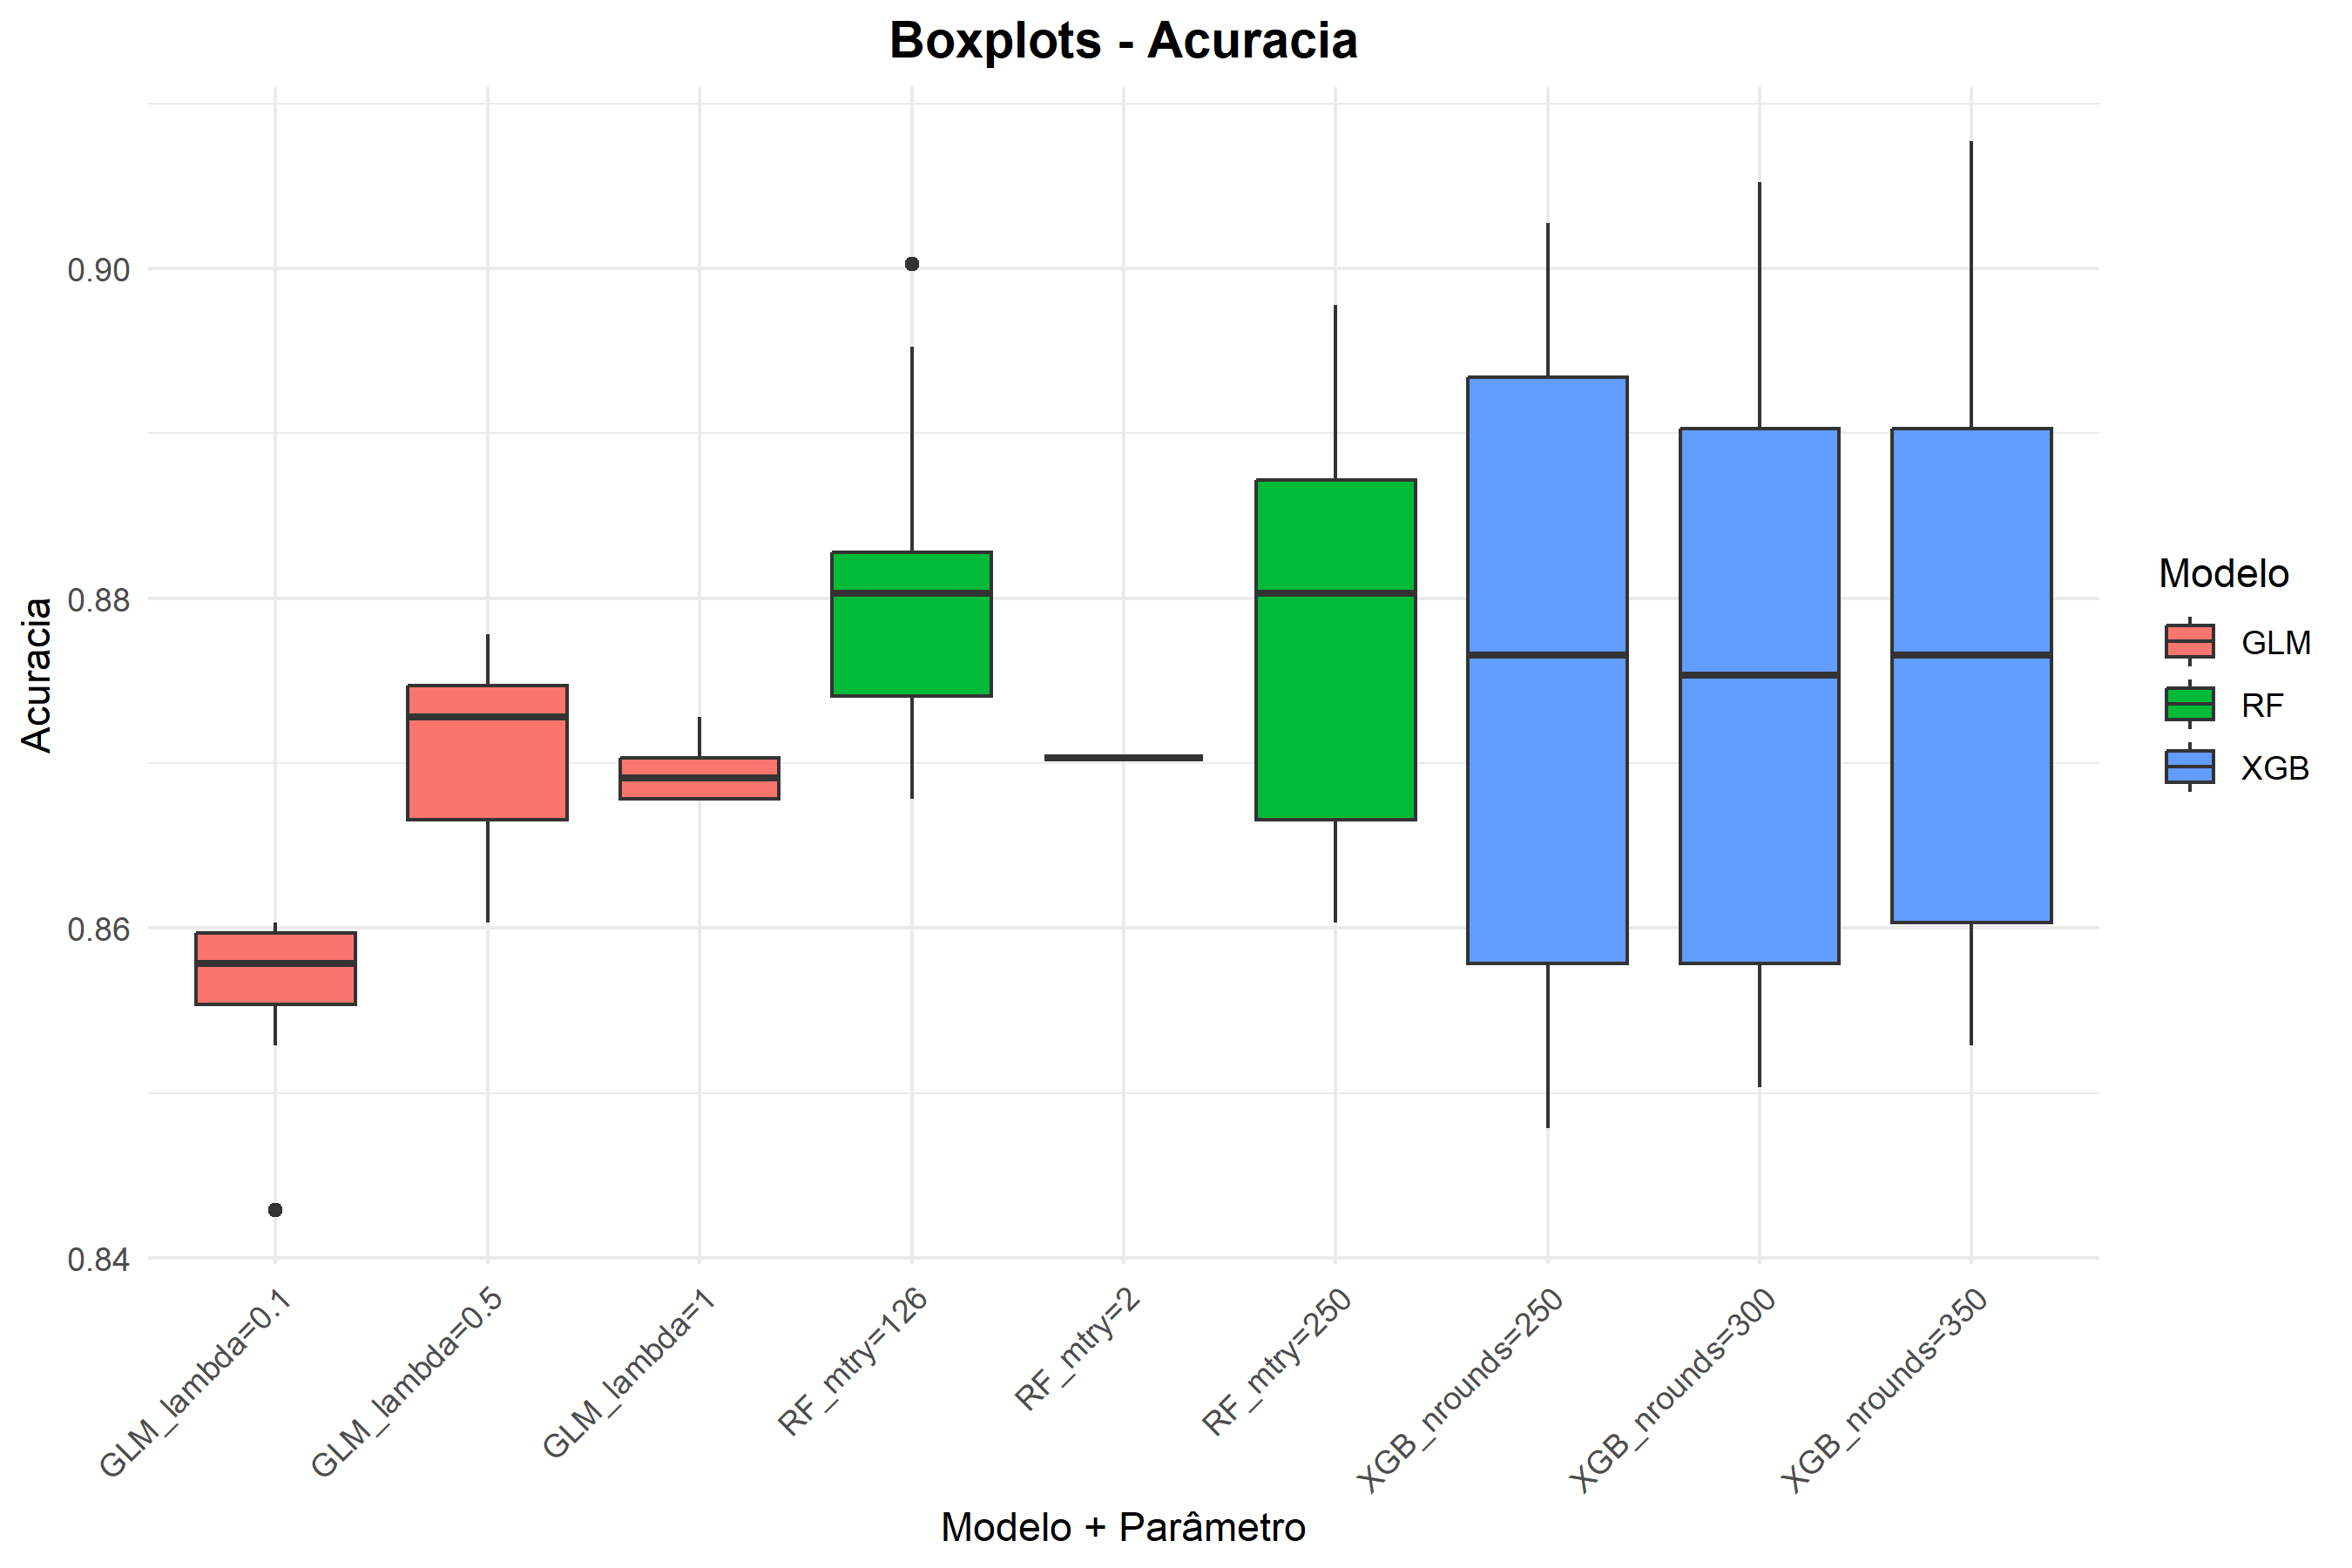 Boxplots - Acuracia
Acuracia
0.90
0.88
0.86
0.84
GLM_lambda=0.1
GLM_lambda=0.5
GLM_lambda=1
RF_mtry=126
RF_mtry=2
RF_mtry=250
XGB_nrounds=250
XGB_nrounds=300
XGB_nrounds=350
Modelo + Parâmetro
Modelo
GLM
RF
XGB